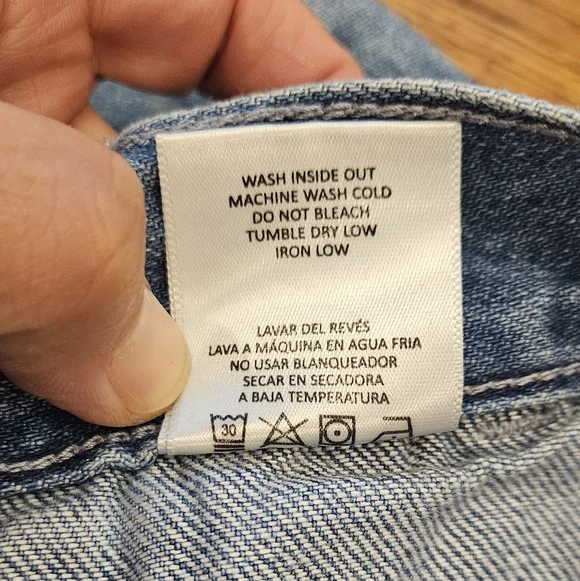 WASH INSIDE OUT
MACHINE WASH COLD
DO NOT BLEACH
TUMBLE DRY LOW
IRON LOW
LAVAR DEL REVÉS
LAVA A MÁQUINA EN AGUA FRIA
NO USAR BLANQUEADOR
SECAR EN SECADORA
A BAJA TEMPERATURA
30